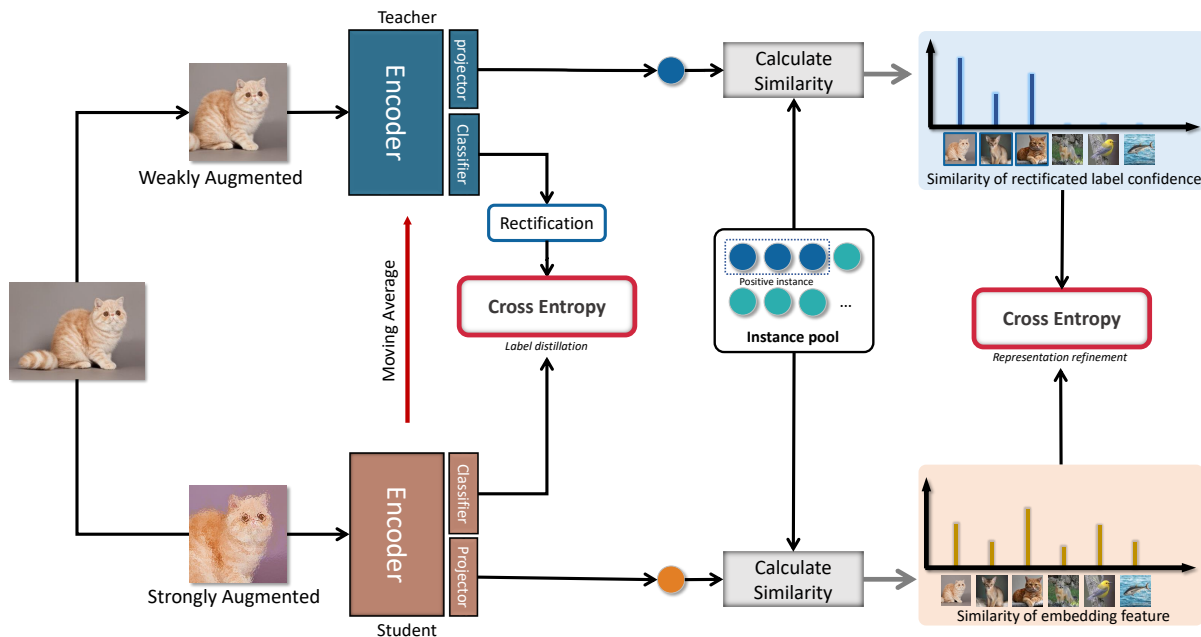 Teacher
Encoder
projector
Classifier
Weakly Augmented
Calculate
Similarity
Similarity of rectificated label confidence
Rectification
Cross Entropy
Label distillation
Moving Average
Positive instance
...
Instance pool
Cross Entropy
Representation refinement
Encoder
Classifier
Projector
Strongly Augmented
Student
Calculate
Similarity
Similarity of embedding feature